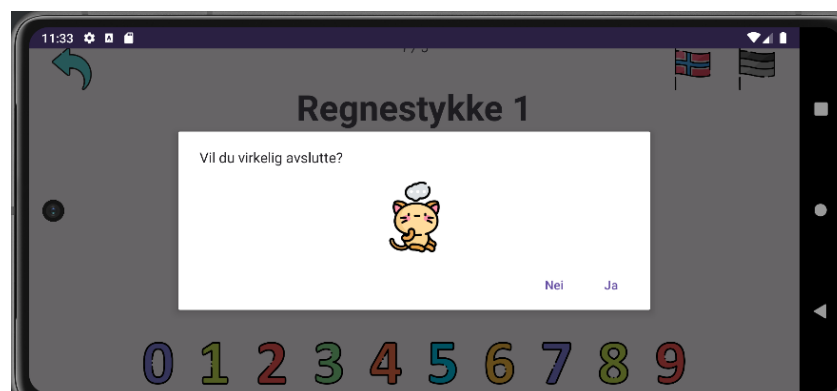 11:33
Regnestykke 1
Vil du virkelig avslutte?
Nei Ja
0 1 2 3 4 5 6 7 8 9